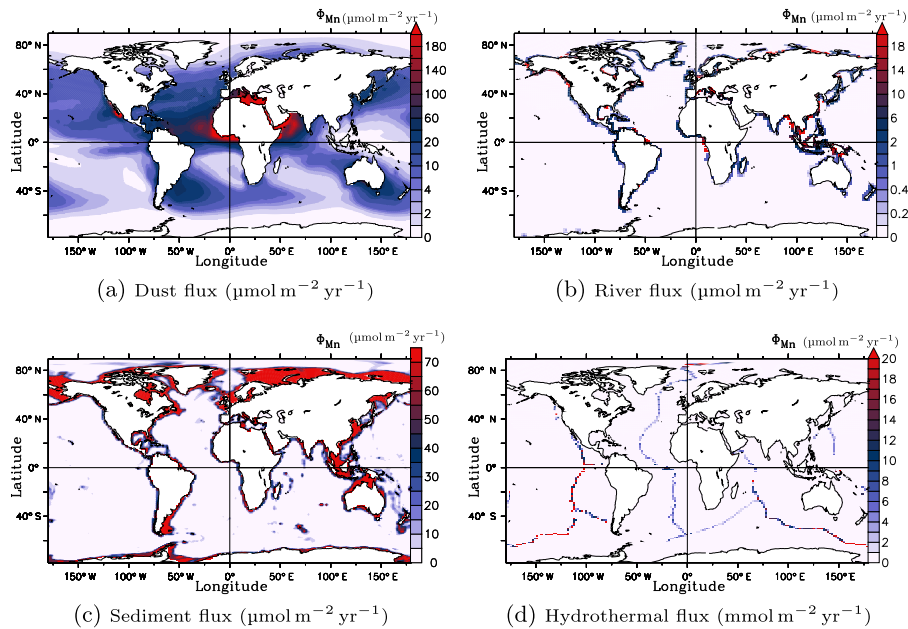 Φ_Mn (µmol m⁻² yr⁻¹)
180
140
100
60
20
10
4
2
0
80° N
40° N
0°
40° S
Latitude
150° W 100° W 50° W 0° 50° E 100° E 150° E
Longitude
(a) Dust flux (µmol m⁻² yr⁻¹)
Φ_Mn (µmol m⁻² yr⁻¹)
18
14
10
6
2
1
0.4
0.2
0
80° N
40° N
0°
40° S
Latitude
150° W 100° W 50° W 0° 50° E 100° E 150° E
Longitude
(b) River flux (µmol m⁻² yr⁻¹)
Φ_Mn (µmol m⁻² yr⁻¹)
70
60
50
40
30
20
10
0
80° N
40° N
0°
40° S
Latitude
150° W 100° W 50° W 0° 50° E 100° E 150° E
Longitude
(c) Sediment flux (µmol m⁻² yr⁻¹)
Φ_Mn (µmol m⁻² yr⁻¹)
20
18
16
14
12
10
9
8
7
6
5
4
3
2
1
0
80° N
40° N
0°
40° S
Latitude
150° W 100° W 50° W 0° 50° E 100° E 150° E
Longitude
(d) Hydrothermal flux (mmol m⁻² yr⁻¹)